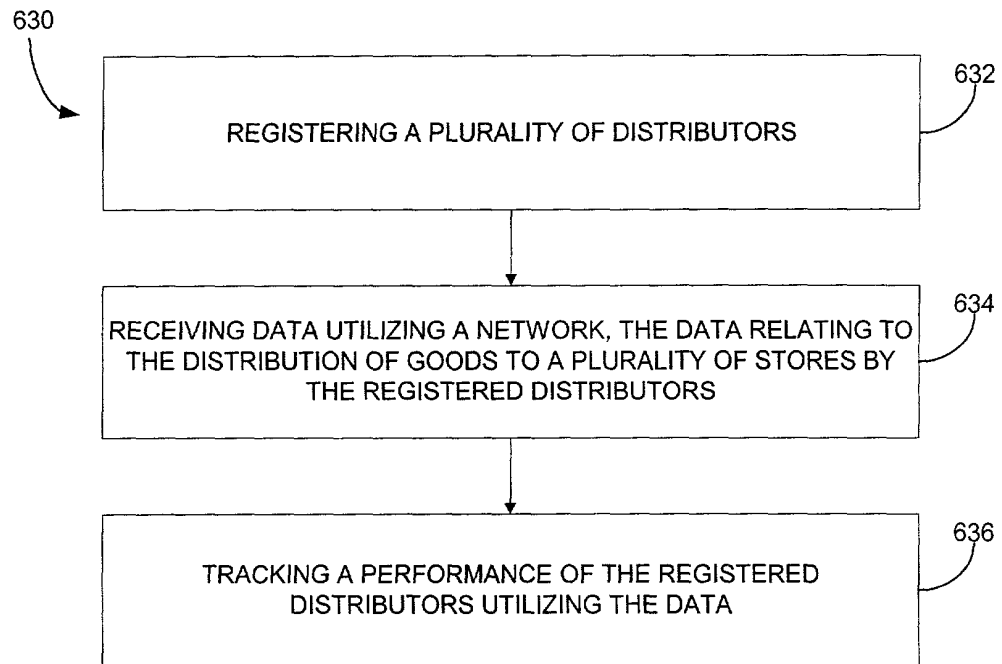 630
632
REGISTERING A PLURALITY OF DISTRIBUTORS
634
RECEIVING DATA UTILIZING A NETWORK, THE DATA RELATING TO
THE DISTRIBUTION OF GOODS TO A PLURALITY OF STORES BY
THE REGISTERED DISTRIBUTORS
636
TRACKING A PERFORMANCE OF THE REGISTERED
DISTRIBUTORS UTILIZING THE DATA